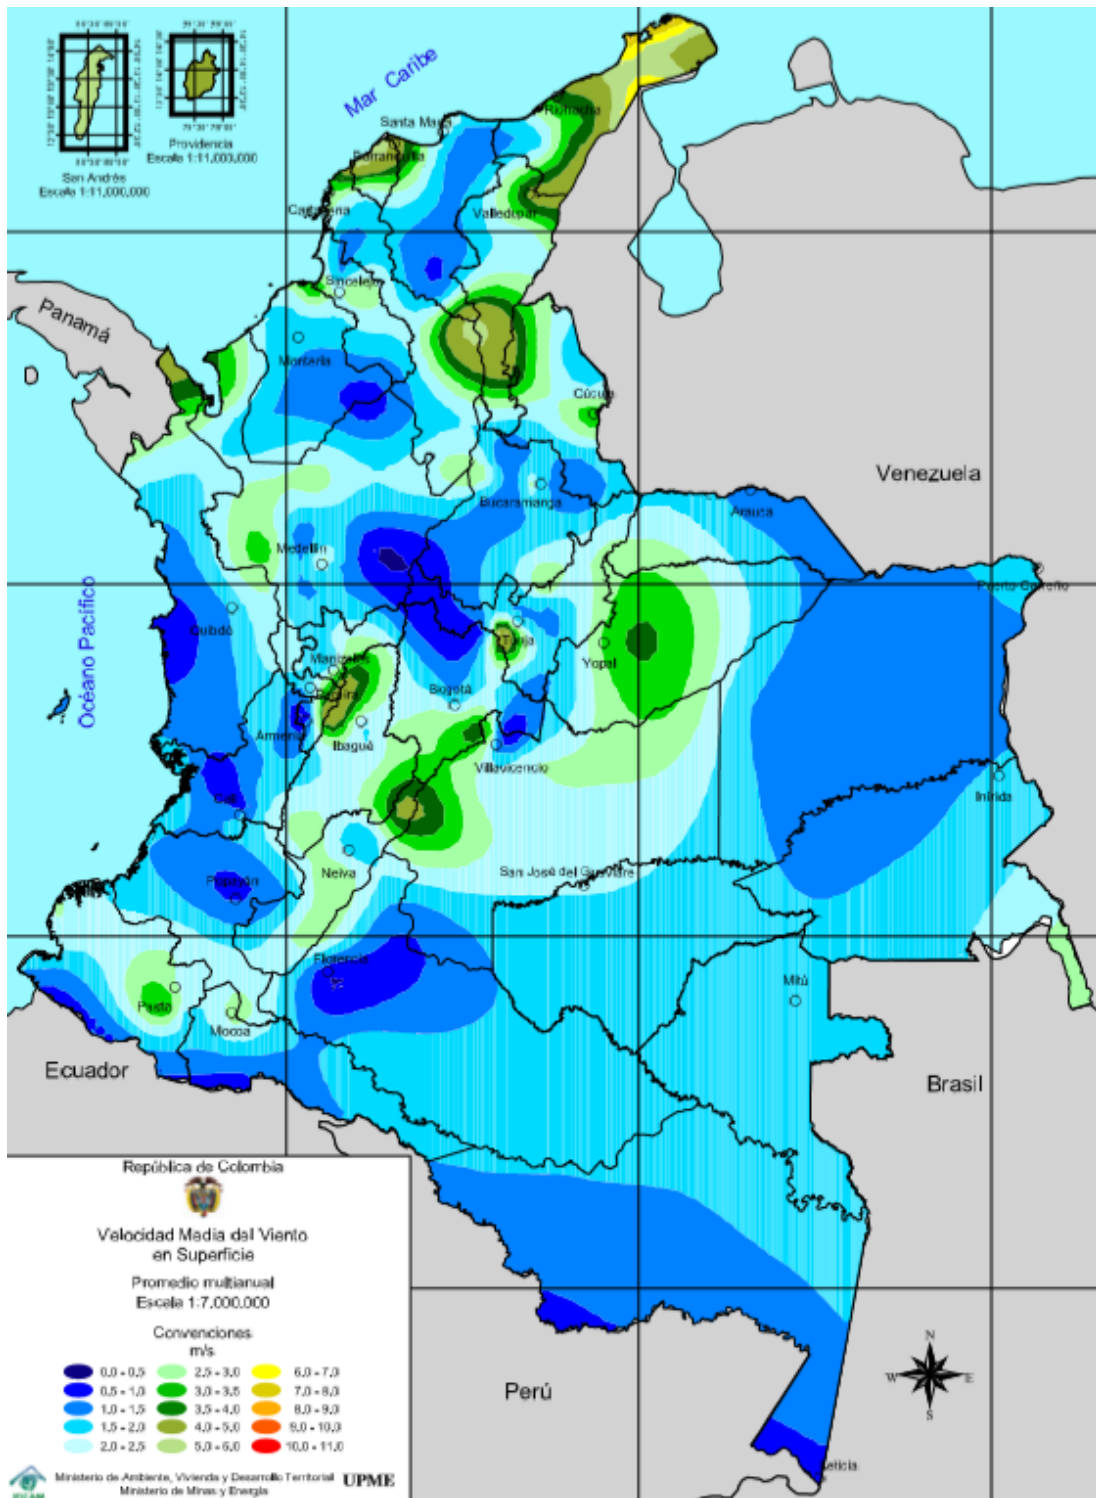 Mar Caribe
Providencia
Escala 1:11,000,000
San Andrés
Escala 1:11,000,000
Santa Marta
Riohacha
Barranquilla
Cartagena
Valledupar
Sincelejo
Panamá
Montería
Cúcuta
Venezuela
Bucaramanga
Arauca
Medellín
Puerto Carreño
Océano Pacífico
Quibdó
Tunja
Yopal
Manizales
Pereira
Bogotá
Armenia
Ibagué
Villavicencio
Inírida
Cali
Neiva
San José del Guaviare
Popayán
Florencia
Mitú
Pasto
Mocoa
Ecuador
Brasil
República de Colombia
Velocidad Media del Viento
en Superficie
Promedio multianual
Escala 1:7.000.000
Convenciones
m/s
0,0 - 0,5 2,5 - 3,0 6,0 - 7,0
0,5 - 1,0 3,0 - 3,5 7,0 - 8,0
1,0 - 1,5 3,5 - 4,0 8,0 - 9,0
1,5 - 2,0 4,0 - 5,0 9,0 - 10,0
2,0 - 2,5 5,0 - 6,0 10,0 - 11,0
N
W E
S
Perú
Leticia
IDEAM
Ministerio de Ambiente, Vivienda y Desarrollo Territorial UPME
Ministerio de Minas y Energía